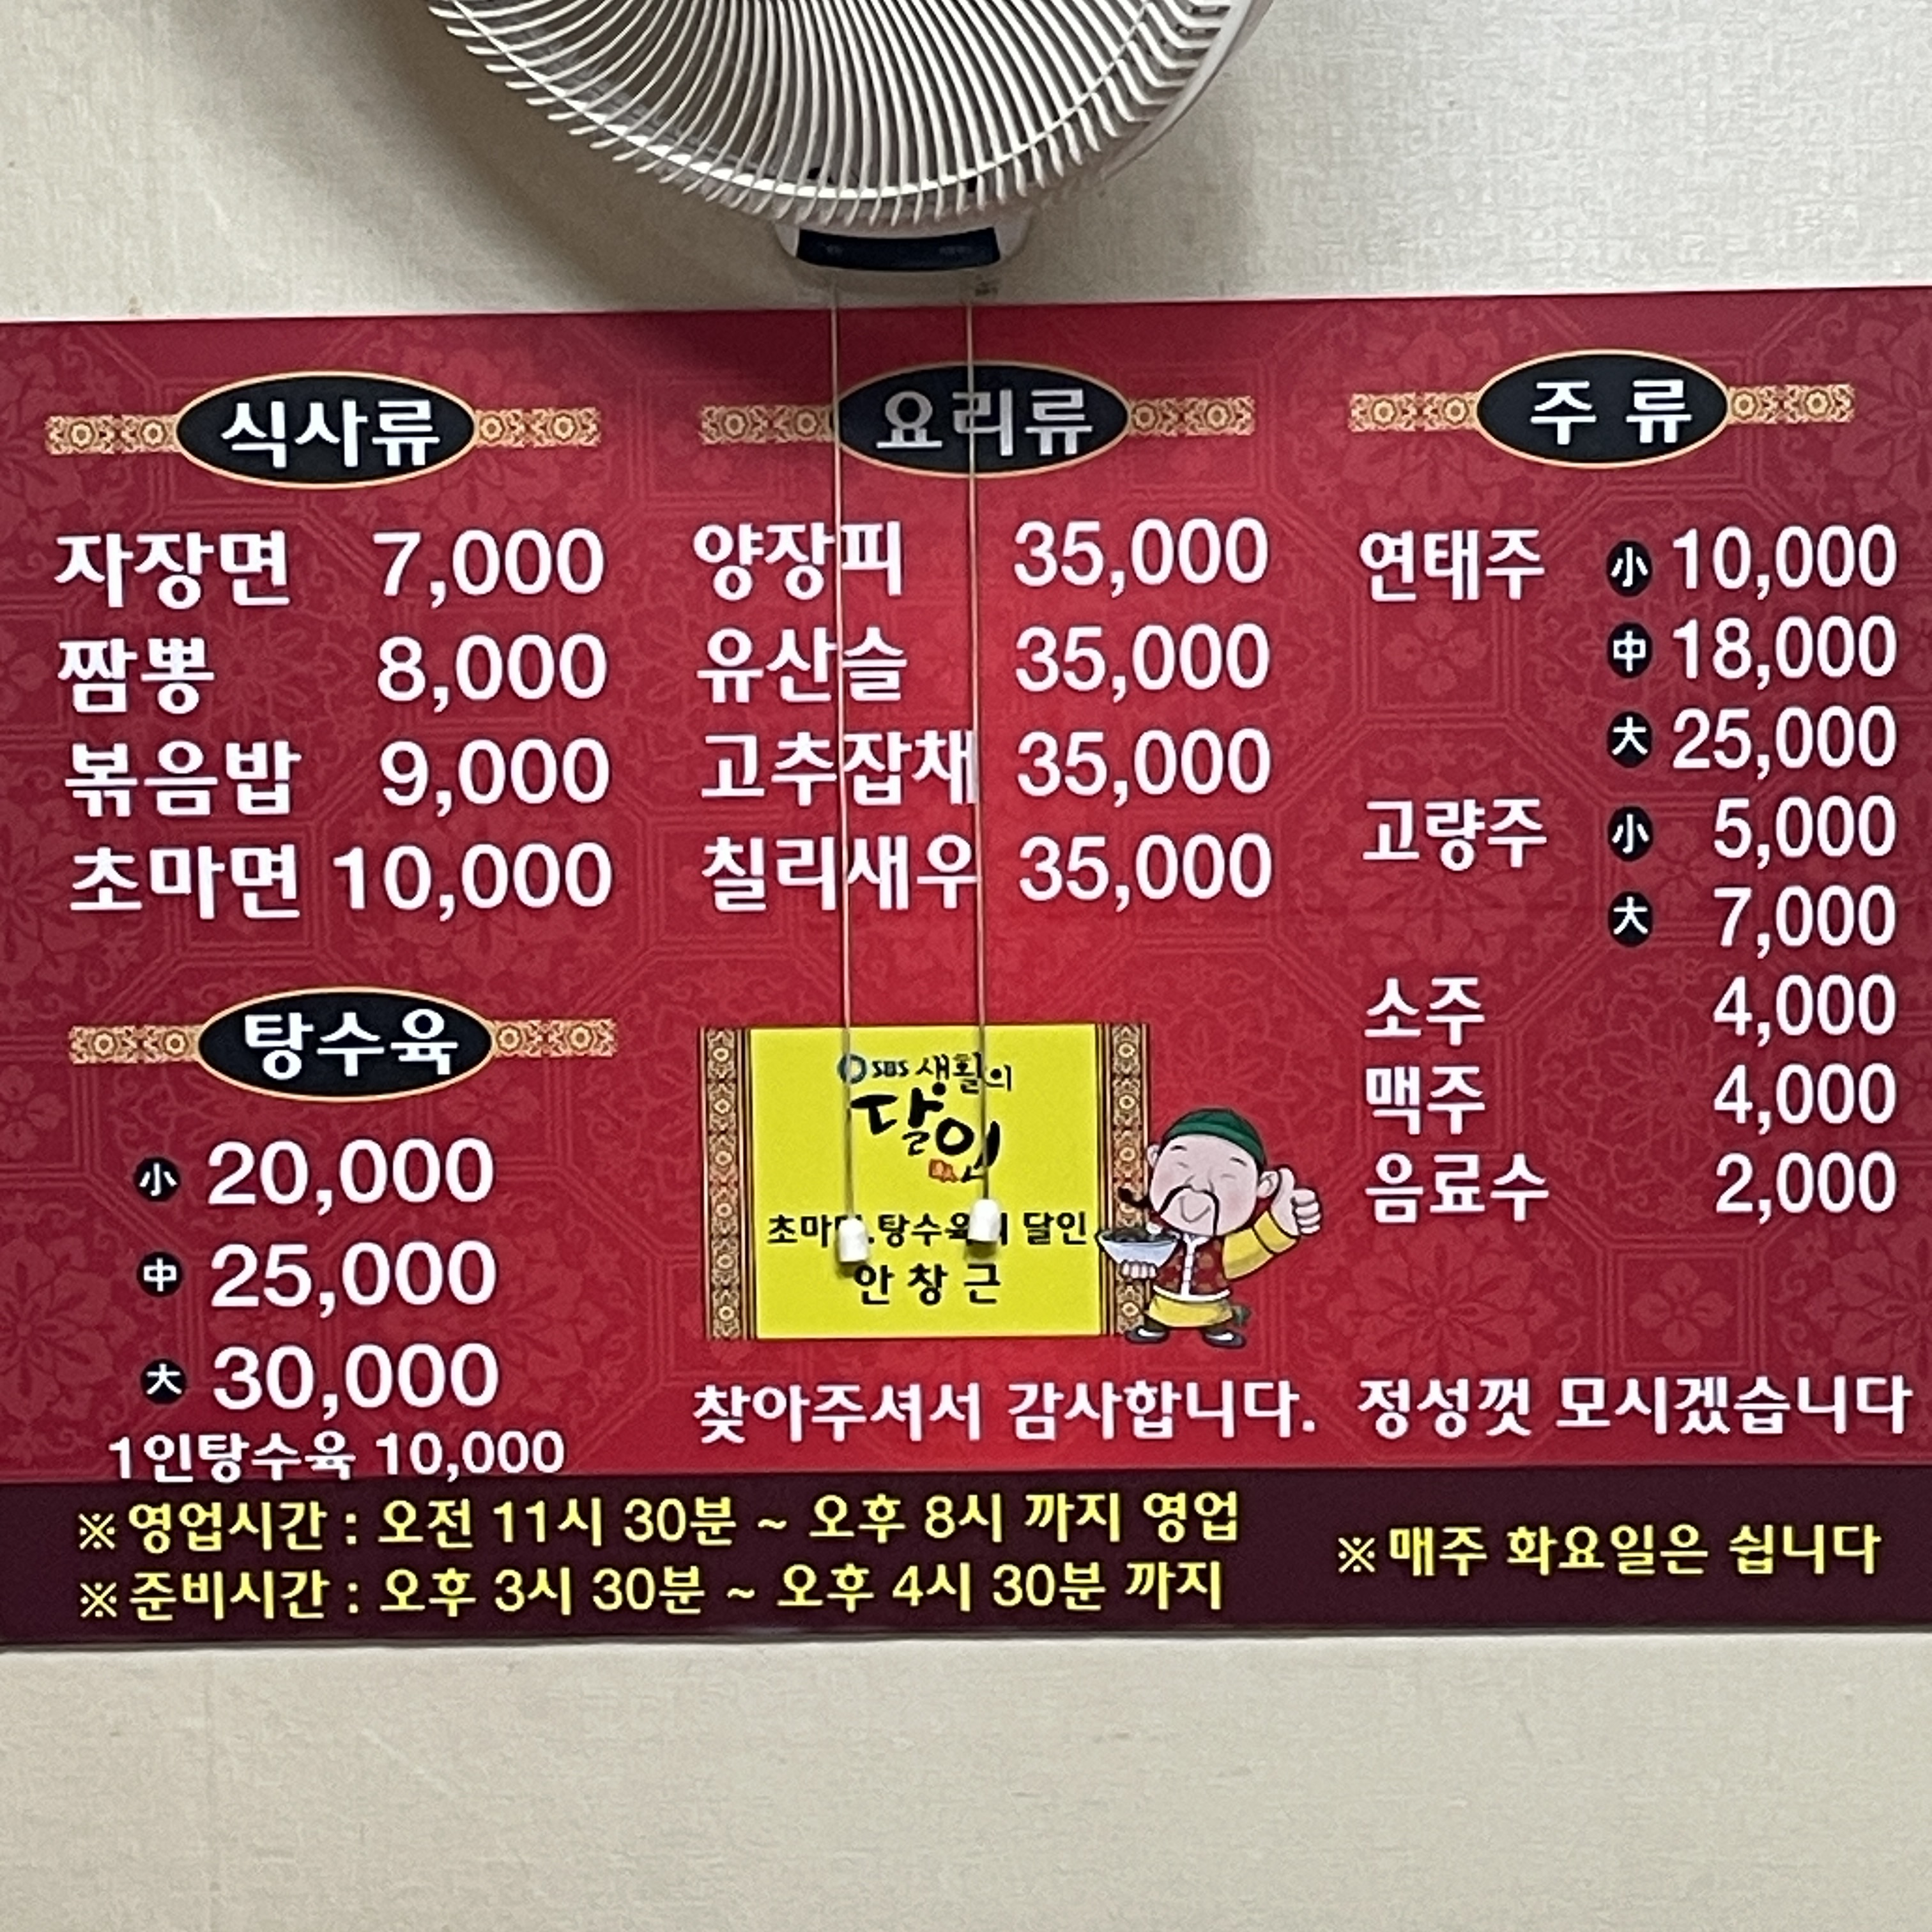 식사류
자장면 7,000
짬뽕 8,000
볶음밥 9,000
초마면 10,000
탕수육
小 20,000
中 25,000
大 30,000
1인탕수육 10,000
요리류
양장피 35,000
유산슬 35,000
고추잡채 35,000
칠리새우 35,000
SBS 생활의
달인
초마면.탕수육의 달인
안창근
주 류
연태주 小 10,000
中 18,000
大 25,000
고량주 小 5,000
大 7,000
소주 4,000
맥주 4,000
음료수 2,000
찾아주셔서 감사합니다. 정성껏 모시겠습니다
※영업시간 : 오전 11시 30분 ~ 오후 8시 까지 영업
※준비시간 : 오후 3시 30분 ~ 오후 4시 30분 까지
※매주 화요일은 쉽니다